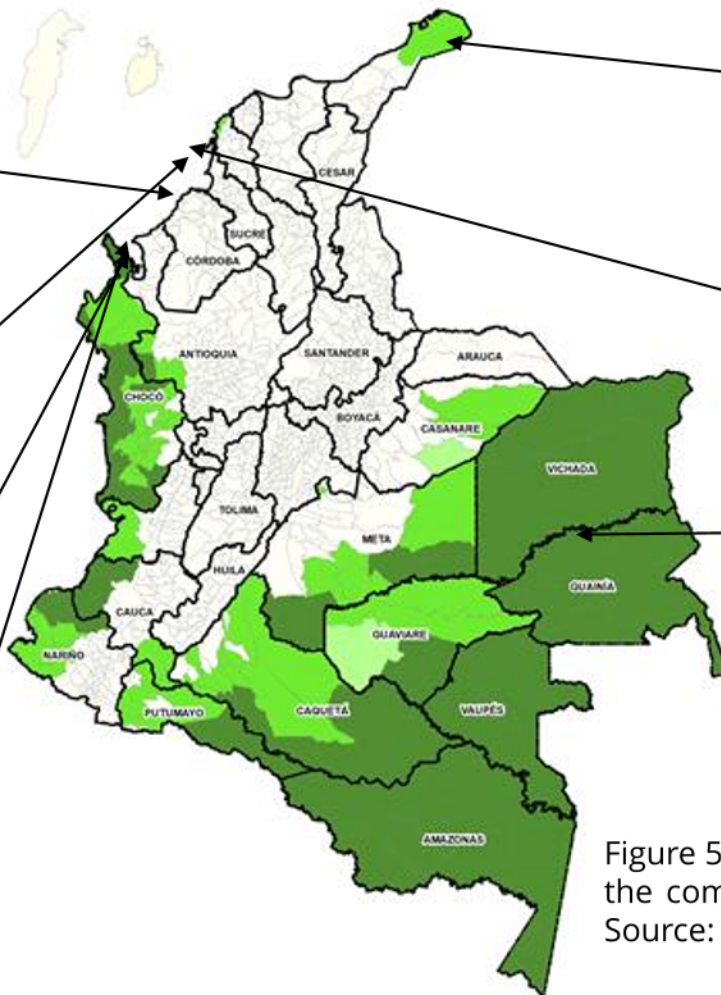 CESAR
SUCRE
CÓRDOBA
ANTIOQUIA
SANTANDER
ARAUCA
CHOCÓ
BOYACÁ
CASANARE
VICHADA
TOLIMA
META
HUILA
GUAINÍA
CAUCA
GUAVIARE
NARIÑO
PUTUMAYO
CAQUETÁ
VAUPÉS
AMAZONAS
Figure 5
the com
Source: